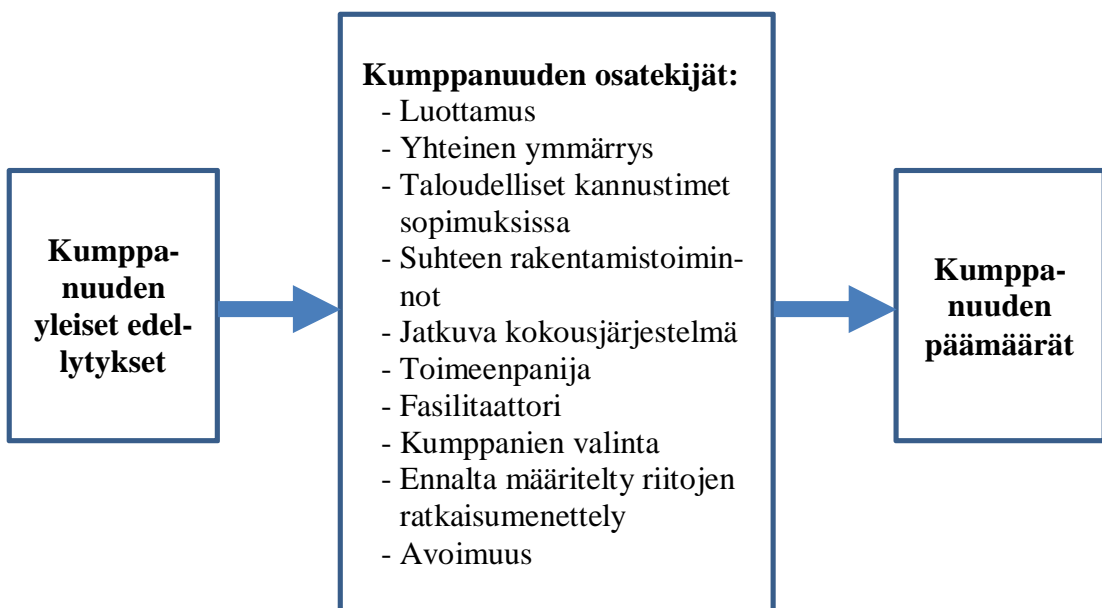 Kumppa-
nuuden
yleiset edel-
lytykset
Kumppanuuden osatekijät:
- Luottamus
- Yhteinen ymmärrys
- Taloudelliset kannustimet
sopimuksissa
- Suhteen rakentamistoimin-
not
- Jatkuva kokousjärjestelmä
- Toimeenpanija
- Fasilitaattori
- Kumppanien valinta
- Ennalta määritelty riitojen
ratkaisumenettely
- Avoimuus
Kumppa-
nuuden
päämäärät